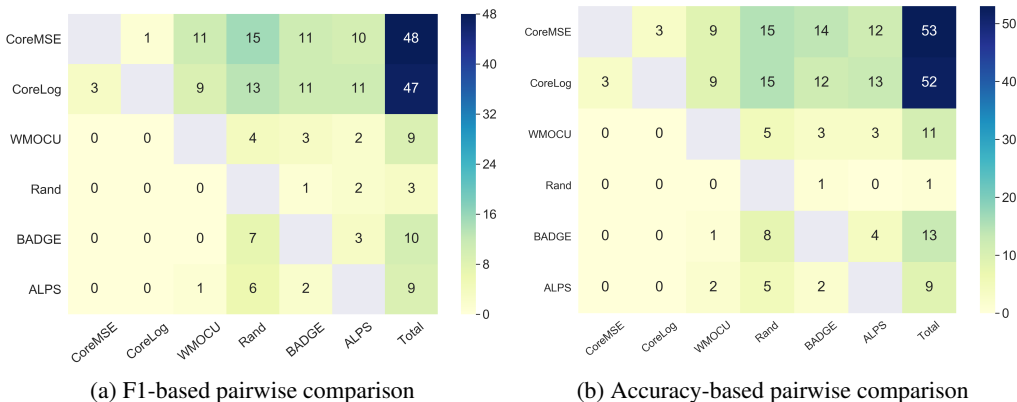 CoreMSE 1 11 15 11 10 48
CoreLog 3 9 13 11 11 47
WMOCU 0 0 4 3 2 9
Rand 0 0 0 1 2 3
BADGE 0 0 0 7 3 10
ALPS 0 0 1 6 2 9
CoreMSE CoreLog WMOCU Rand BADGE ALPS Total
48
40
32
24
16
8
0
(a) F1-based pairwise comparison
CoreMSE 3 9 15 14 12 53
CoreLog 3 9 15 12 13 52
WMOCU 0 0 5 3 3 11
Rand 0 0 0 1 0 1
BADGE 0 0 1 8 4 13
ALPS 0 0 2 5 2 9
CoreMSE CoreLog WMOCU Rand BADGE ALPS Total
50
40
30
20
10
0
(b) Accuracy-based pairwise comparison